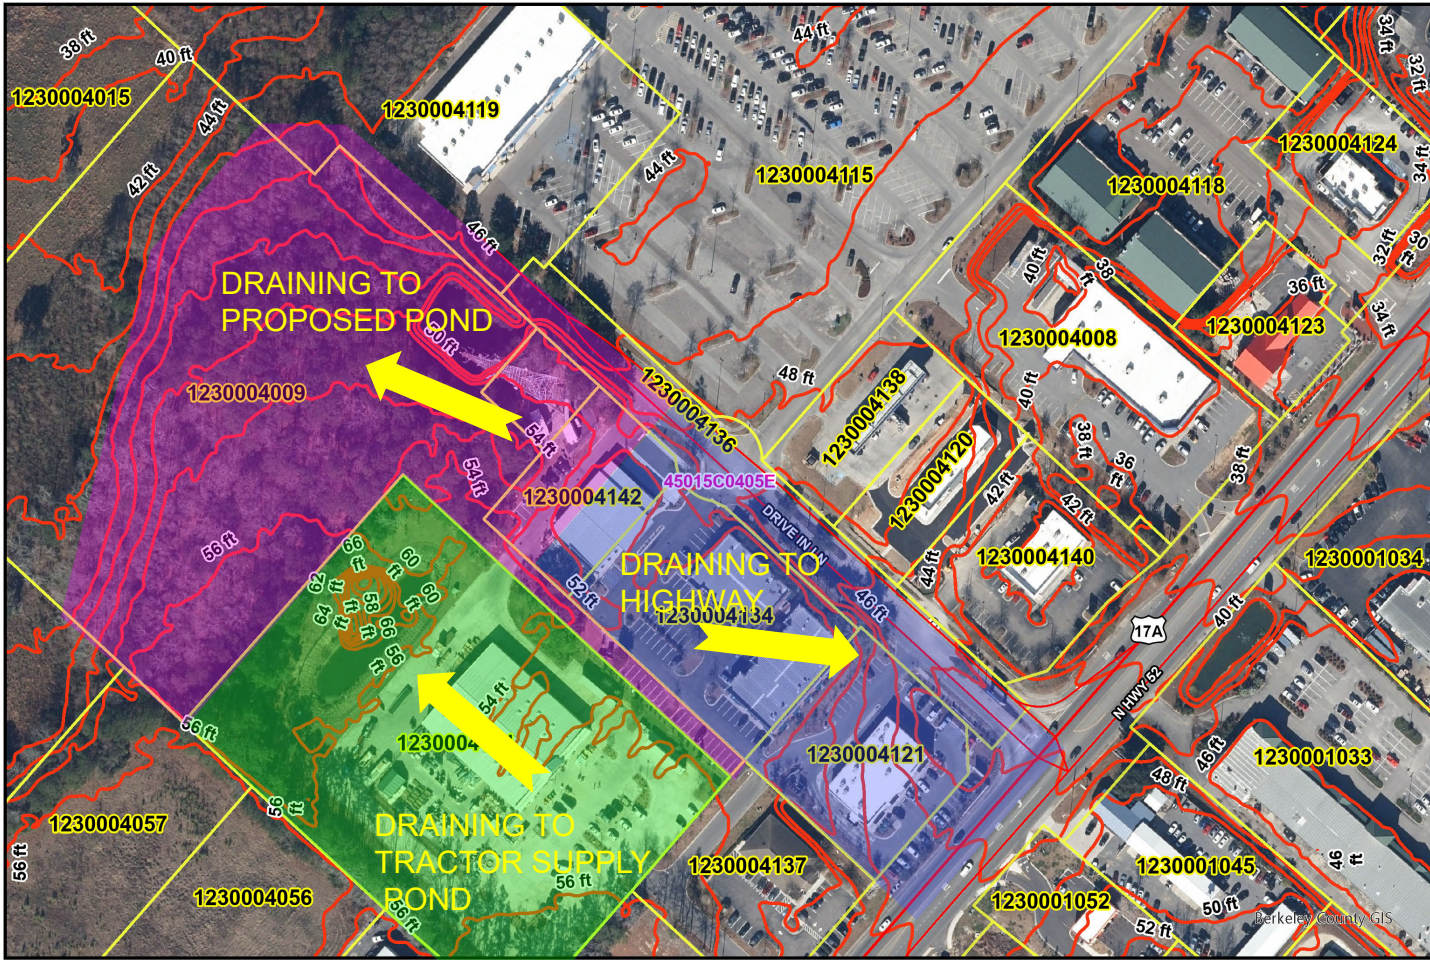 38 ft
40 ft
1230004015
44 ft
42 ft
1230004119
44 ft
44 ft
1230004115
46 ft
34 ft
32 ft
1230004124
34 ft
1230004118
32 ft
30
ft
40 ft
38
ft
36 ft
34 ft
1230004123
1230004008
DRAINING TO
PROPOSED POND
50 ft
1230004009
48 ft
1230004138
1230004136
40 ft
1230004120
38 ft
36
ft
38 ft
54 ft
54 ft
1230004142
45015C0405E
42 ft
42 ft
DRIVE IN LN
56 ft
1230004140
44 ft
1230001034
66
ft
60
ft
60
62
ft
64
ft
58
ft
66
ft
56
52 ft
DRAINING TO
HIGHWAY
1230004134
46 ft
40 ft
17A
N HWY 52
54 ft
56 ft
1230004
1230004121
46 ft
1230001033
48 ft
56
ft
1230004057
56 ft
DRAINING TO
TRACTOR SUPPLY
POND
56 ft
56 ft
1230004056
1230004137
1230001045
46
ft
1230001052
50 ft
52 ft
Berkeley County GIS